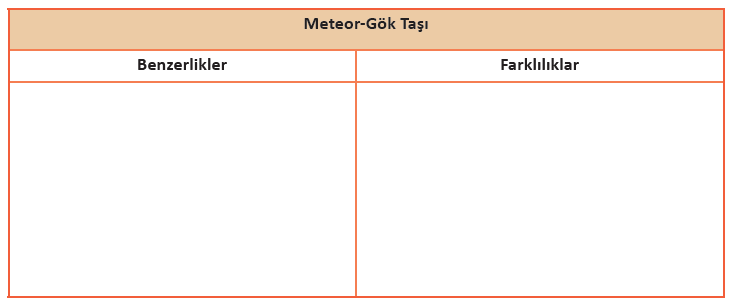 Meteor-Gök Taşı
Benzerlikler
Farklılıklar